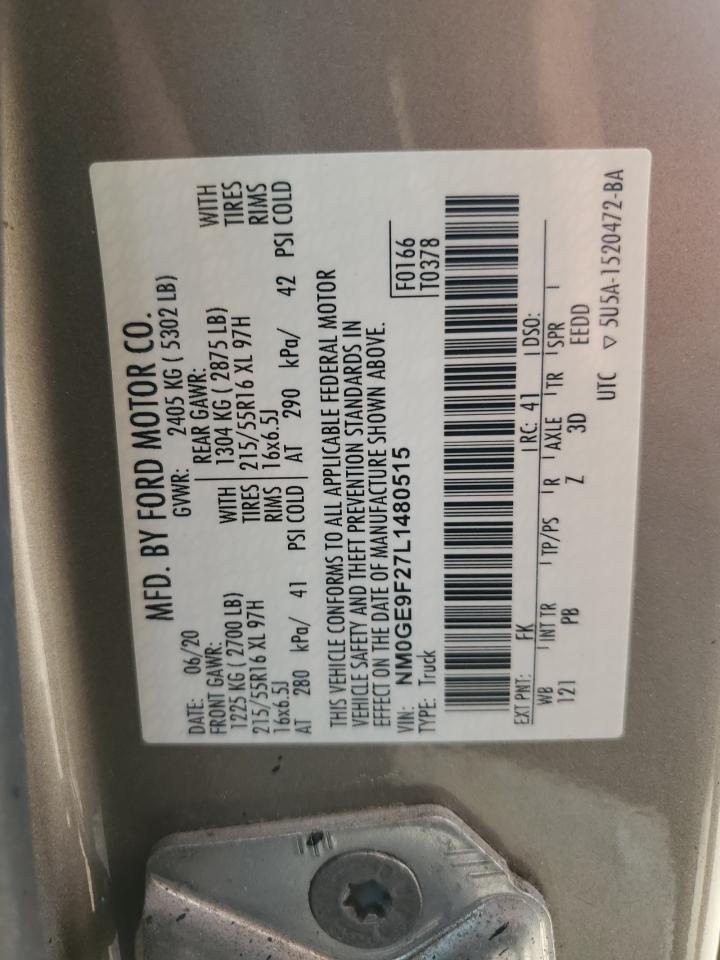 MFD. BY FORD MOTOR CO.
DATE: 06/20 GVWR: 2405 KG ( 5302 LB)
FRONT GAWR: REAR GAWR:
1225 KG ( 2700 LB) WITH 1304 KG ( 2875 LB) WITH
215/55R16 XL 97H TIRES 215/55R16 XL 97H TIRES
16x6.5J RIMS 16x6.5J RIMS
AT 280 kPa/ 41 PSI COLD AT 290 kPa/ 42 PSI COLD
THIS VEHICLE CONFORMS TO ALL APPLICABLE FEDERAL MOTOR
VEHICLE SAFETY AND THEFT PREVENTION STANDARDS IN
EFFECT ON THE DATE OF MANUFACTURE SHOWN ABOVE.
VIN: NM0GE9F27L1480515 F0166
TYPE: Truck T0378
EXT PNT: FK RC: 41 DSO:
WB INT TR TP/PS R AXLE TR SPR
121 PB Z 3D EEDD
UTC ▽ 5U5A-1520472-BA